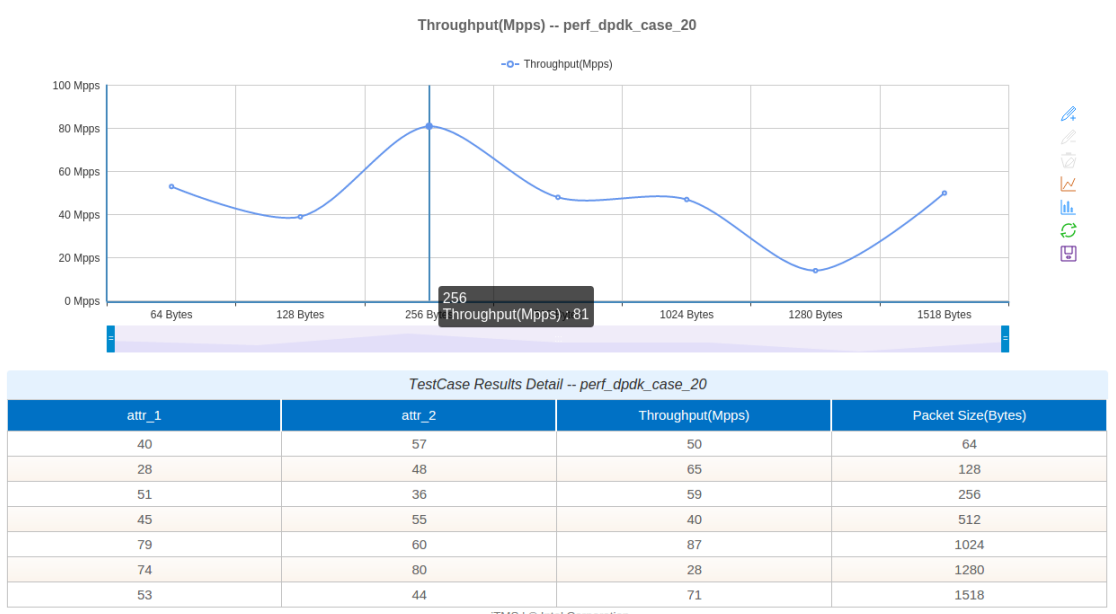 Throughput(Mpps) -- perf_dpdk_case_20
Throughput(Mpps)
100 Mpps
80 Mpps
60 Mpps
40 Mpps
20 Mpps
0 Mpps
256
Throughput(Mpps) : 81
64 Bytes 128 Bytes 256 1024 Bytes 1280 Bytes 1518 Bytes
TestCase Results Detail -- perf_dpdk_case_20
attr_1 attr_2 Throughput(Mpps) Packet Size(Bytes)
40 57 50 64
28 48 65 128
51 36 59 256
45 55 40 512
79 60 87 1024
74 80 28 1280
53 44 71 1518